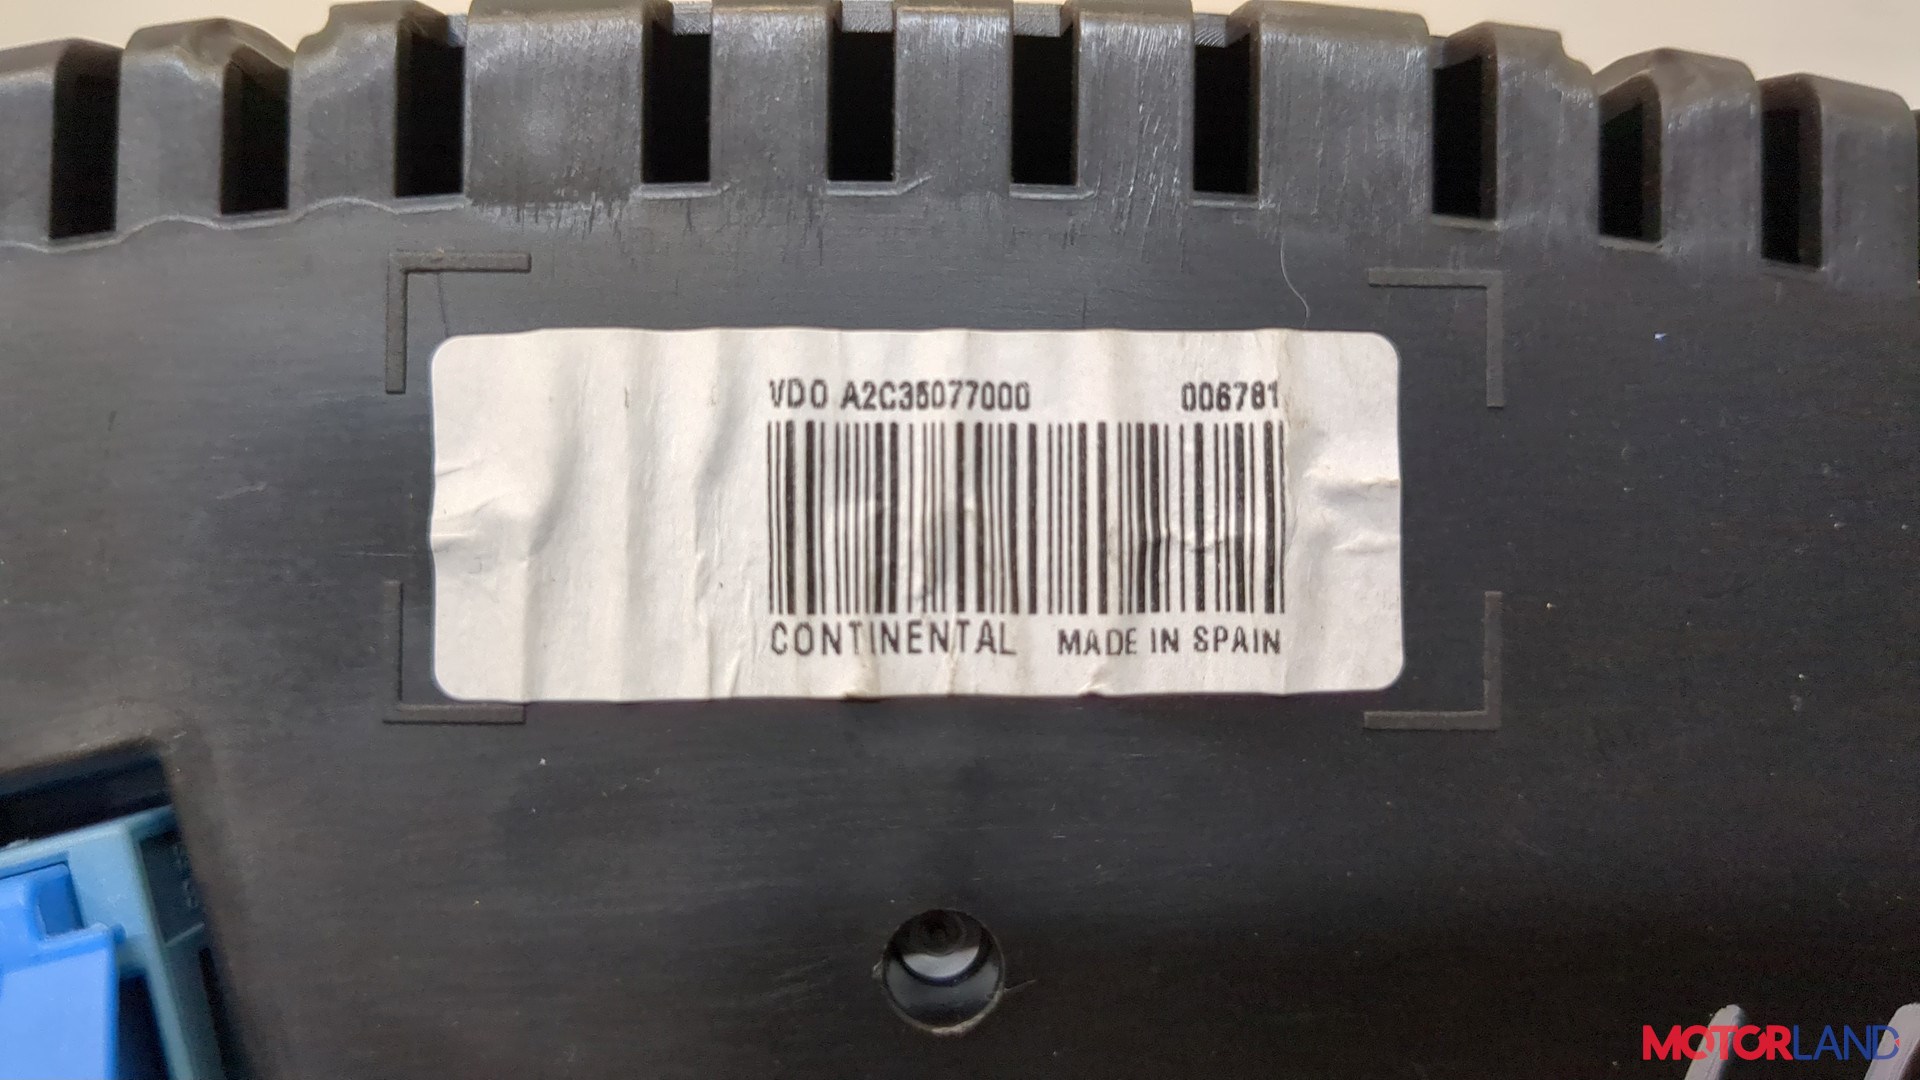 VDO A2C35077000 006781
CONTINENTAL MADE IN SPAIN
MOTORLAND